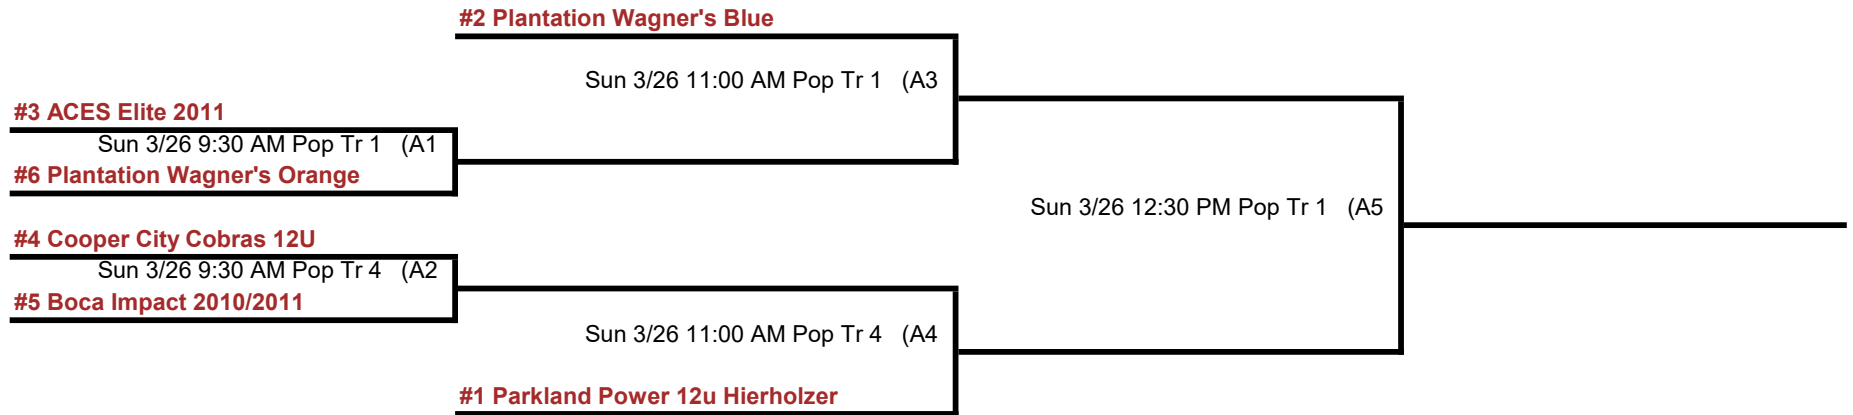 #2 Plantation Wagner's Blue
Sun 3/26 11:00 AM Pop Tr 1 (A3
#3 ACES Elite 2011
Sun 3/26 9:30 AM Pop Tr 1 (A1
#6 Plantation Wagner's Orange
Sun 3/26 12:30 PM Pop Tr 1 (A5
#4 Cooper City Cobras 12U
Sun 3/26 9:30 AM Pop Tr 4 (A2
#5 Boca Impact 2010/2011
Sun 3/26 11:00 AM Pop Tr 4 (A4
#1 Parkland Power 12u Hierholzer